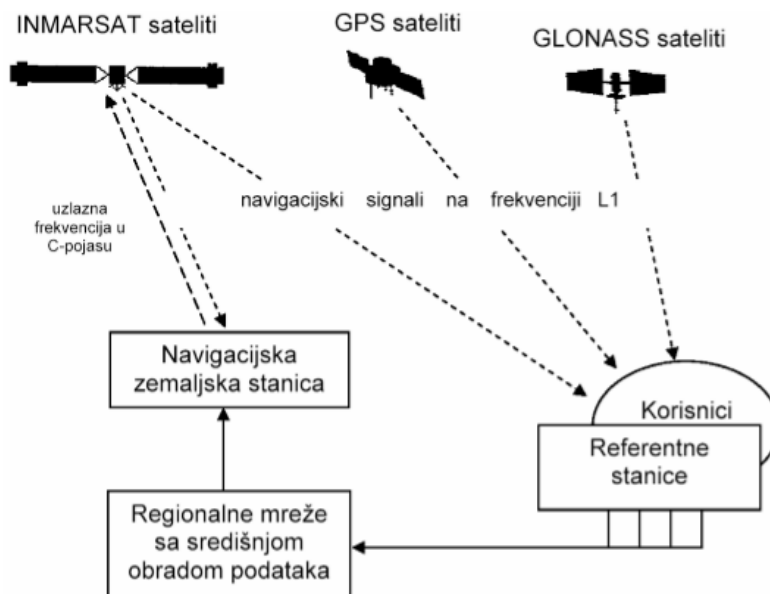 INMARSAT sateliti
GPS sateliti
GLONASS sateliti
navigacijski signali na frekvenciji L1
uzlazna
frekvencija u
C-pojasu
Navigacijska
zemaljska stanica
Korisnici
Referentne
stanice
Regionalne mreže
sa središnjom
obradom podataka